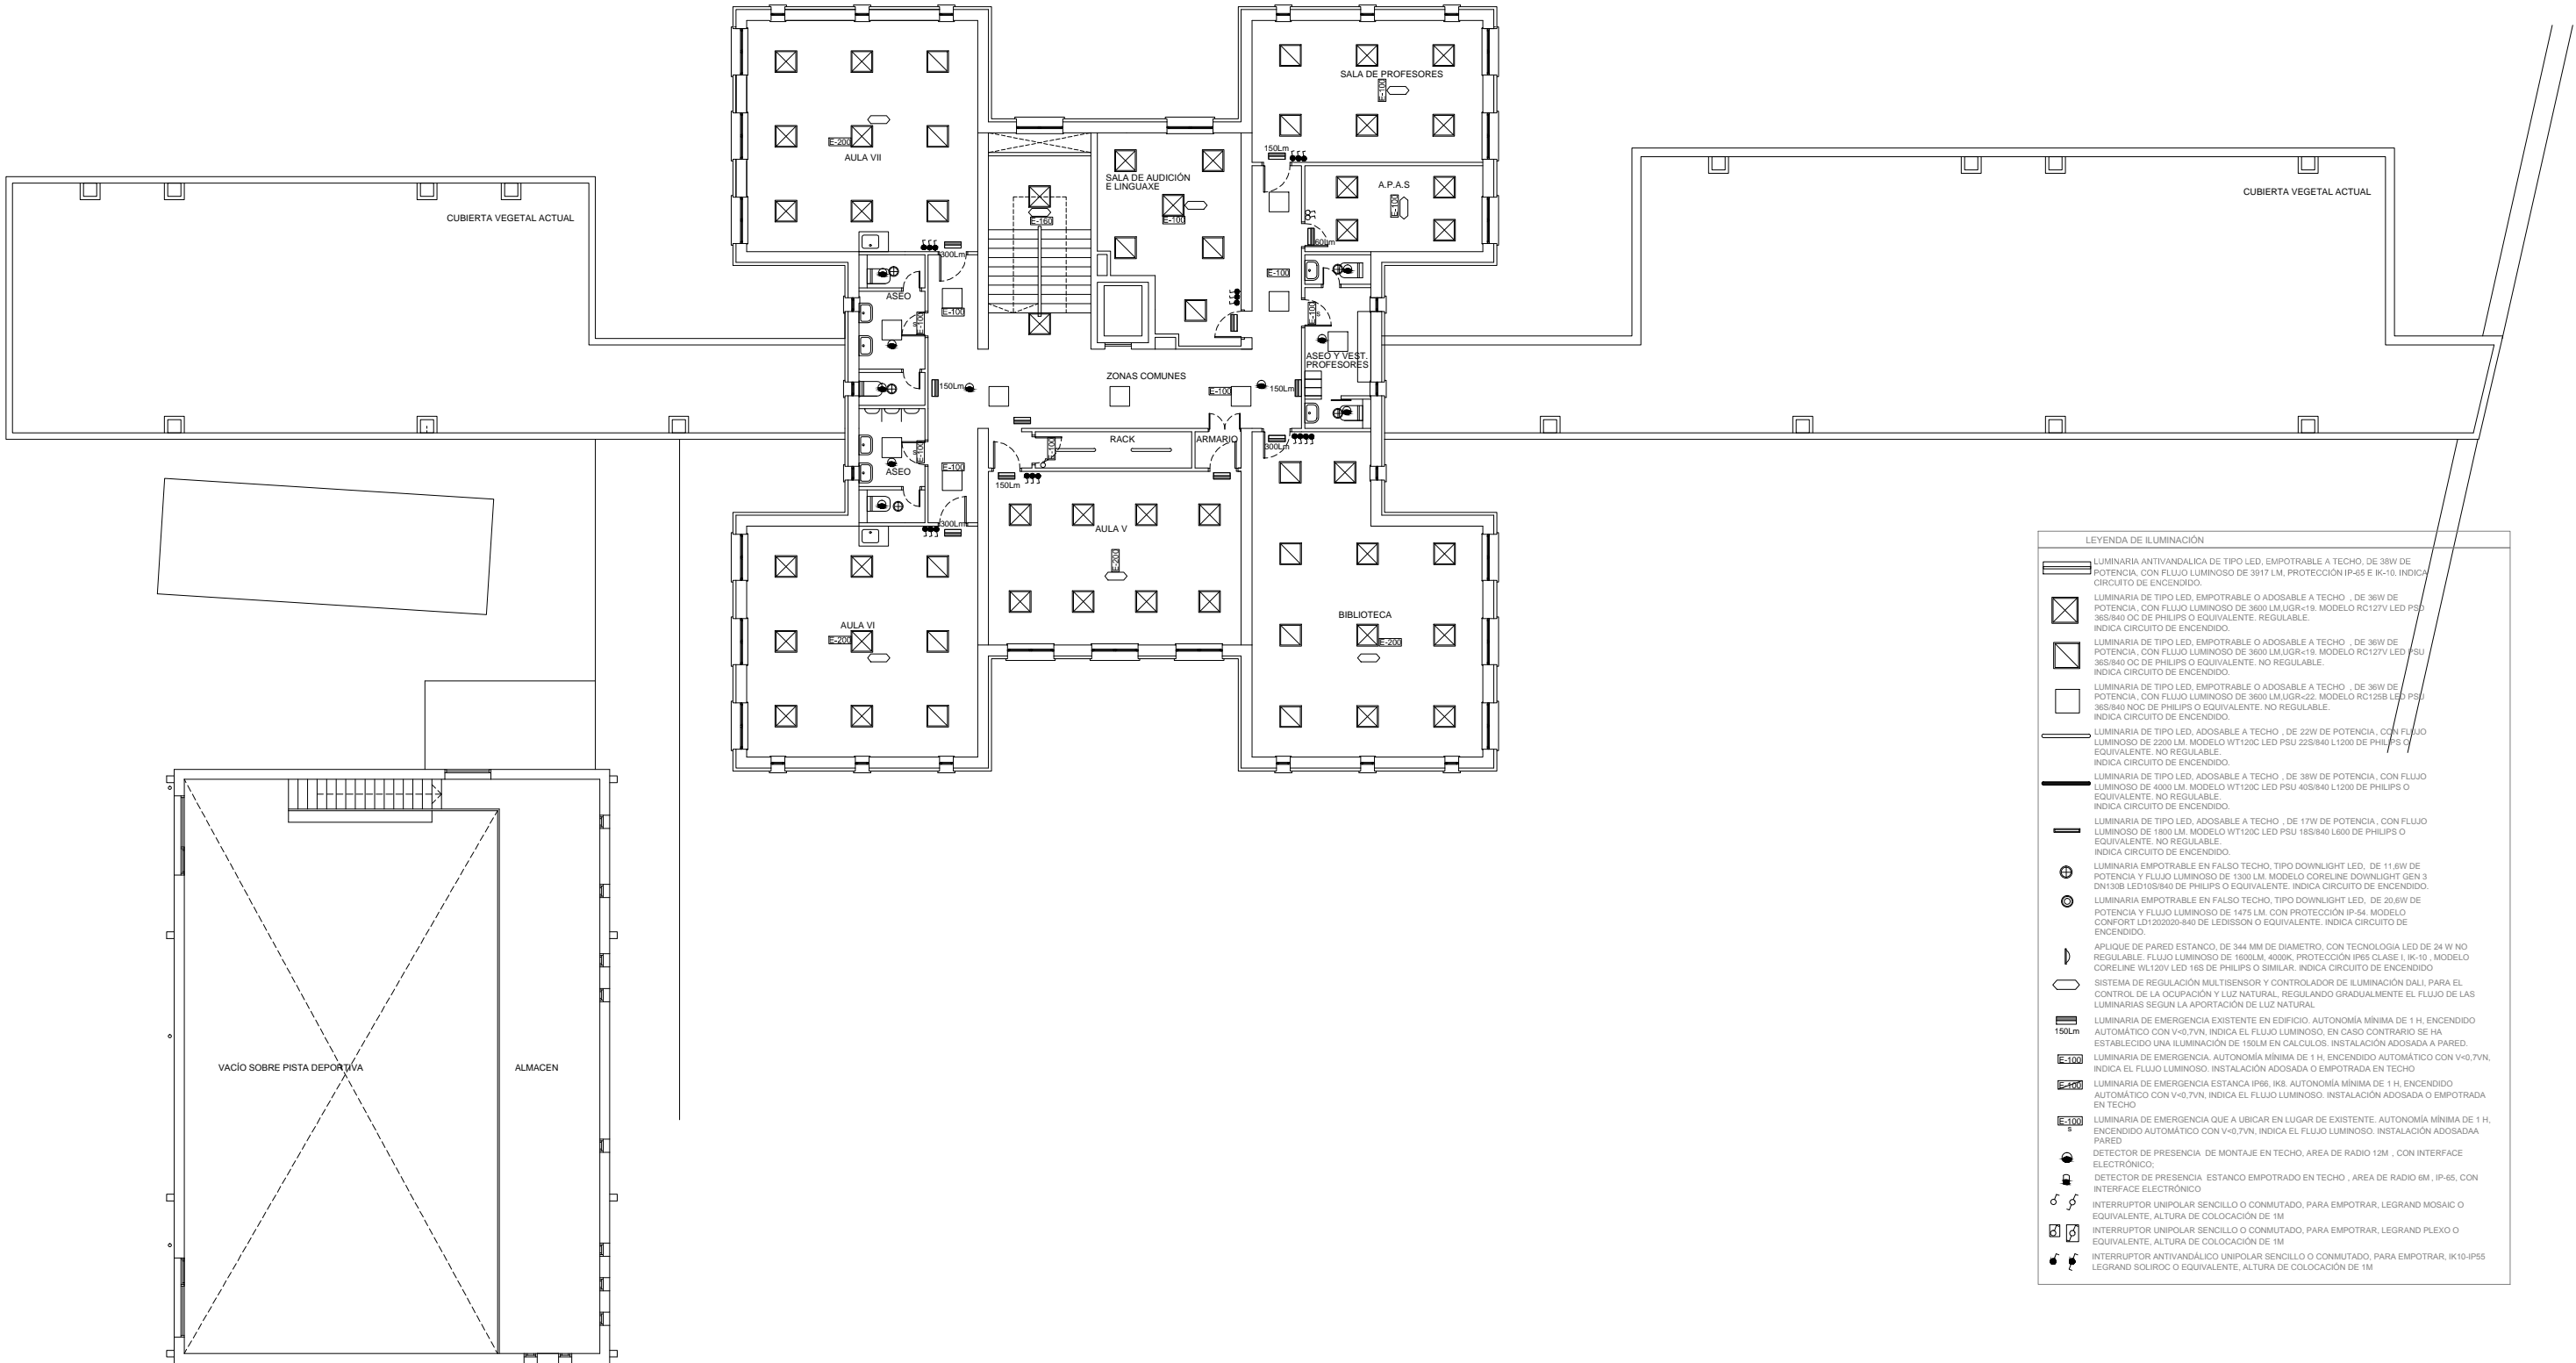 SALA DE PROFESORES
E-100
150Lm
E-200
AULA VII
SALA DE AUDICIÓN
E LINGUAXE
A.P.A.S
CUBIERTA VEGETAL ACTUAL
CUBIERTA VEGETAL ACTUAL
E-160
E-100
E-100
60Lm
300Lm
E-100
ASEO
E-100
E-100
S
E-100
S
ASEO Y VEST.
PROFESORES
ZONAS COMUNES
150Lm
E-100
150Lm
RACK
ARMARIO
E-100
300Lm
E-100
S
E-100
ASEO
150Lm
300Lm
AULA V
E-200
AULA VI
E-200
BIBLIOTECA
E-200
VACÍO SOBRE PISTA DEPORTIVA
ALMACEN
LEYENDA DE ILUMINACIÓN
LUMINARIA ANTIVANDALICA DE TIPO LED, EMPOTRABLE A TECHO, DE 38W DE
POTENCIA, CON FLUJO LUMINOSO DE 3917 LM, PROTECCIÓN IP-65 E IK-10. INDICA
CIRCUITO DE ENCENDIDO.
LUMINARIA DE TIPO LED, EMPOTRABLE O ADOSABLE A TECHO , DE 36W DE
POTENCIA, CON FLUJO LUMINOSO DE 3600 LM,UGR<19. MODELO RC127V LED PSD
36S/840 OC DE PHILIPS O EQUIVALENTE. REGULABLE.
INDICA CIRCUITO DE ENCENDIDO.
LUMINARIA DE TIPO LED, EMPOTRABLE O ADOSABLE A TECHO , DE 36W DE
POTENCIA, CON FLUJO LUMINOSO DE 3600 LM,UGR<19. MODELO RC127V LED PSU
36S/840 OC DE PHILIPS O EQUIVALENTE. NO REGULABLE.
INDICA CIRCUITO DE ENCENDIDO.
LUMINARIA DE TIPO LED, EMPOTRABLE O ADOSABLE A TECHO , DE 36W DE
POTENCIA, CON FLUJO LUMINOSO DE 3600 LM,UGR<22. MODELO RC125B LED PSU
36S/840 NOC DE PHILIPS O EQUIVALENTE. NO REGULABLE.
INDICA CIRCUITO DE ENCENDIDO.
LUMINARIA DE TIPO LED, ADOSABLE A TECHO , DE 22W DE POTENCIA, CON FLUJO
LUMINOSO DE 2200 LM. MODELO WT120C LED PSU 22S/840 L1200 DE PHILIPS O
EQUIVALENTE. NO REGULABLE.
INDICA CIRCUITO DE ENCENDIDO.
LUMINARIA DE TIPO LED, ADOSABLE A TECHO , DE 38W DE POTENCIA, CON FLUJO
LUMINOSO DE 4000 LM. MODELO WT120C LED PSU 40S/840 L1200 DE PHILIPS O
EQUIVALENTE. NO REGULABLE.
INDICA CIRCUITO DE ENCENDIDO.
LUMINARIA DE TIPO LED, ADOSABLE A TECHO , DE 17W DE POTENCIA, CON FLUJO
LUMINOSO DE 1800 LM. MODELO WT120C LED PSU 18S/840 L600 DE PHILIPS O
EQUIVALENTE. NO REGULABLE.
INDICA CIRCUITO DE ENCENDIDO.
LUMINARIA EMPOTRABLE EN FALSO TECHO, TIPO DOWNLIGHT LED, DE 11,6W DE
POTENCIA Y FLUJO LUMINOSO DE 1300 LM. MODELO CORELINE DOWNLIGHT GEN 3
DN130B LED10S/840 DE PHILIPS O EQUIVALENTE. INDICA CIRCUITO DE ENCENDIDO.
LUMINARIA EMPOTRABLE EN FALSO TECHO, TIPO DOWNLIGHT LED, DE 20,6W DE
POTENCIA Y FLUJO LUMINOSO DE 1475 LM. CON PROTECCIÓN IP-54. MODELO
CONFORT LD1202020-840 DE LEDISSON O EQUIVALENTE. INDICA CIRCUITO DE
ENCENDIDO.
APLIQUE DE PARED ESTANCO, DE 344 MM DE DIAMETRO, CON TECNOLOGIA LED DE 24 W NO
REGULABLE. FLUJO LUMINOSO DE 1600LM, 4000K, PROTECCIÓN IP65 CLASE I, IK-10 , MODELO
CORELINE WL120V LED 16S DE PHILIPS O SIMILAR. INDICA CIRCUITO DE ENCENDIDO
SISTEMA DE REGULACIÓN MULTISENSOR Y CONTROLADOR DE ILUMINACIÓN DALI, PARA EL
CONTROL DE LA OCUPACIÓN Y LUZ NATURAL, REGULANDO GRADUALMENTE EL FLUJO DE LAS
LUMINARIAS SEGUN LA APORTACIÓN DE LUZ NATURAL
150Lm
LUMINARIA DE EMERGENCIA EXISTENTE EN EDIFICIO. AUTONOMÍA MÍNIMA DE 1 H, ENCENDIDO
AUTOMÁTICO CON V<0,7VN, INDICA EL FLUJO LUMINOSO, EN CASO CONTRARIO SE HA
ESTABLECIDO UNA ILUMINACIÓN DE 150LM EN CALCULOS. INSTALACIÓN ADOSADA A PARED.
E-100
LUMINARIA DE EMERGENCIA. AUTONOMÍA MÍNIMA DE 1 H, ENCENDIDO AUTOMÁTICO CON V<0,7VN,
INDICA EL FLUJO LUMINOSO. INSTALACIÓN ADOSADA O EMPOTRADA EN TECHO
E-100
LUMINARIA DE EMERGENCIA ESTANCA IP66, IK8. AUTONOMÍA MÍNIMA DE 1 H, ENCENDIDO
AUTOMÁTICO CON V<0,7VN, INDICA EL FLUJO LUMINOSO. INSTALACIÓN ADOSADA O EMPOTRADA
EN TECHO
E-100
S
LUMINARIA DE EMERGENCIA QUE A UBICAR EN LUGAR DE EXISTENTE. AUTONOMÍA MÍNIMA DE 1 H,
ENCENDIDO AUTOMÁTICO CON V<0,7VN, INDICA EL FLUJO LUMINOSO. INSTALACIÓN ADOSADAA
PARED
DETECTOR DE PRESENCIA DE MONTAJE EN TECHO, AREA DE RADIO 12M , CON INTERFACE
ELECTRÓNICO;
DETECTOR DE PRESENCIA ESTANCO EMPOTRADO EN TECHO , AREA DE RADIO 6M , IP-65, CON
INTERFACE ELECTRÓNICO
INTERRUPTOR UNIPOLAR SENCILLO O CONMUTADO, PARA EMPOTRAR, LEGRAND MOSAIC O
EQUIVALENTE, ALTURA DE COLOCACIÓN DE 1M
INTERRUPTOR UNIPOLAR SENCILLO O CONMUTADO, PARA EMPOTRAR, LEGRAND PLEXO O
EQUIVALENTE, ALTURA DE COLOCACIÓN DE 1M
INTERRUPTOR ANTIVANDÁLICO UNIPOLAR SENCILLO O CONMUTADO, PARA EMPOTRAR, IK10-IP55
LEGRAND SOLIROC O EQUIVALENTE, ALTURA DE COLOCACIÓN DE 1M